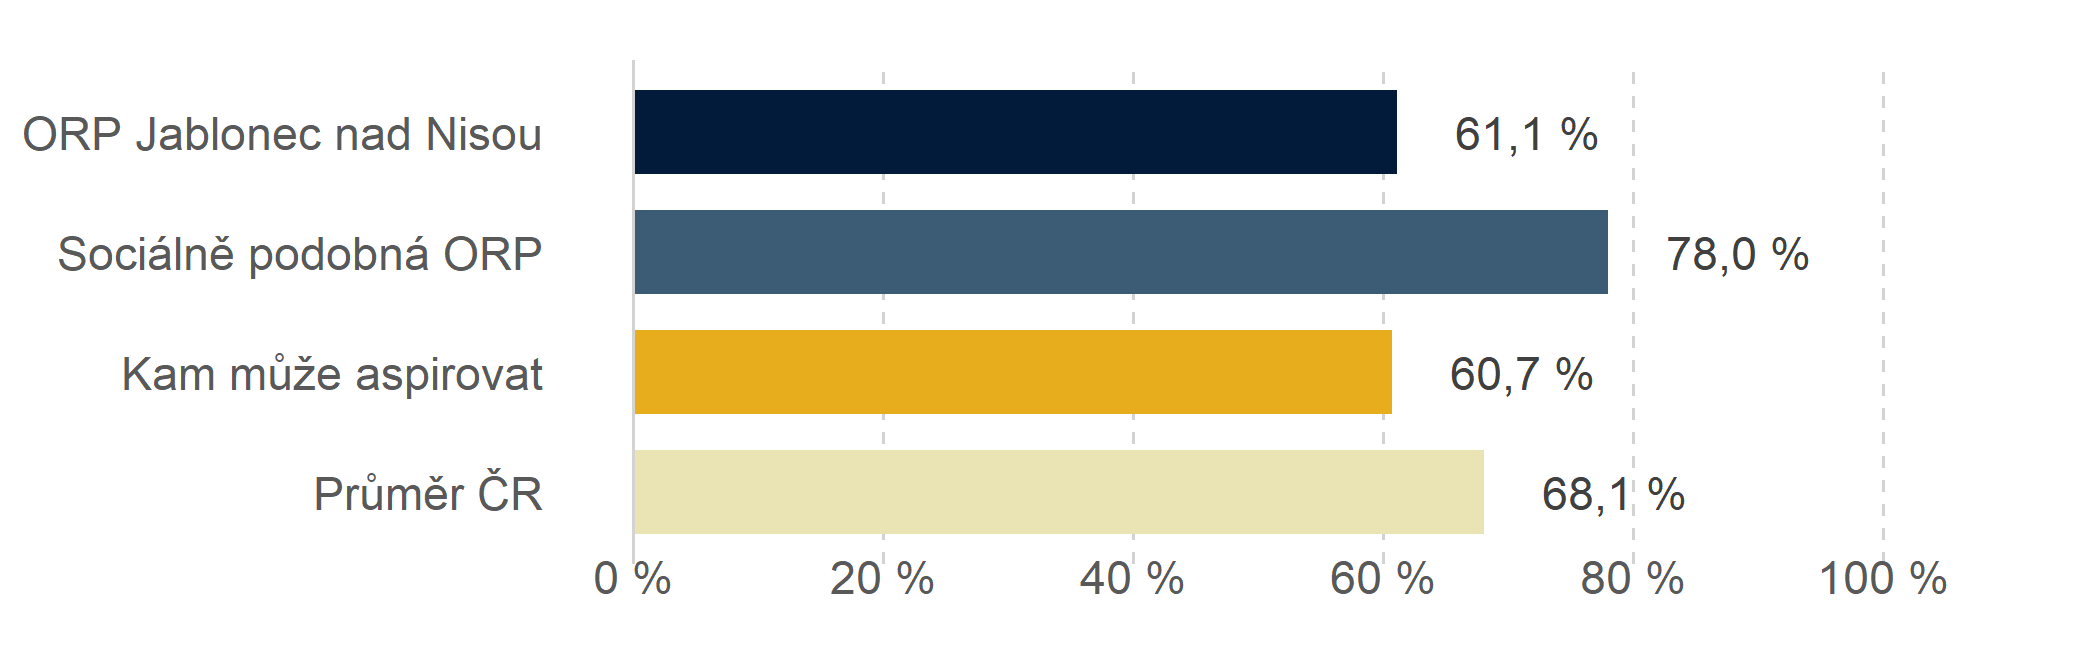 ORP Jablonec nad Nisou
61,1 %
Sociálně podobná ORP
78,0 %
Kam může aspirovat
60,7 %
Průměr ČR
68,1 %
0 %
20 %
40 %
60 %
80 %
100 %